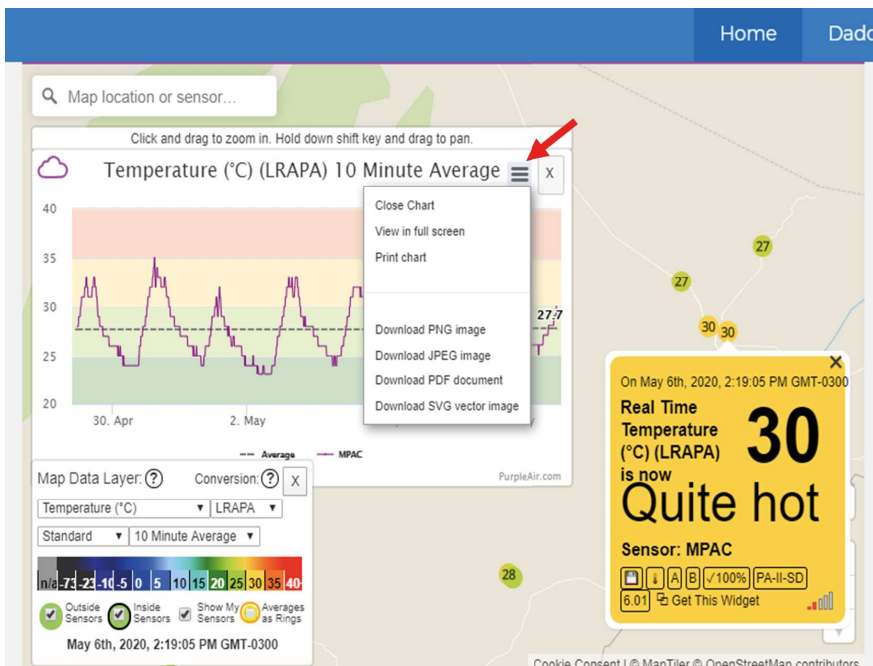 Home
Dadc
Map location or sensor...
Click and drag to zoom in. Hold down shift key and drag to pan.
Temperature (°C) (LRAPA) 10 Minute Average
X
Close Chart
View in full screen
Print chart
Download PNG image
Download JPEG image
Download PDF document
Download SVG vector image
40
35
30
25
20
27.7
30. Apr
2. May
Average
MPAC
PurpleAir.com
27
27
30
30
28
On May 6th, 2020, 2:19:05 PM GMT-0300
Real Time
Temperature
(°C) (LRAPA)
is now
30
Quite hot
Sensor: MPAC
A B √100% PA-II-SD
6.01 Get This Widget
Map Data Layer: ? Conversion: ? X
Temperature (°C) LRAPA
Standard 10 Minute Average
n/a -73 -23 -10 -5 0 5 10 15 20 25 30 35 40
Outside Sensors
Inside Sensors
Show My Sensors
Averages as Rings
May 6th, 2020, 2:19:05 PM GMT-0300
Cookie Consent | © MapTiler © OpenStreetMap contributors